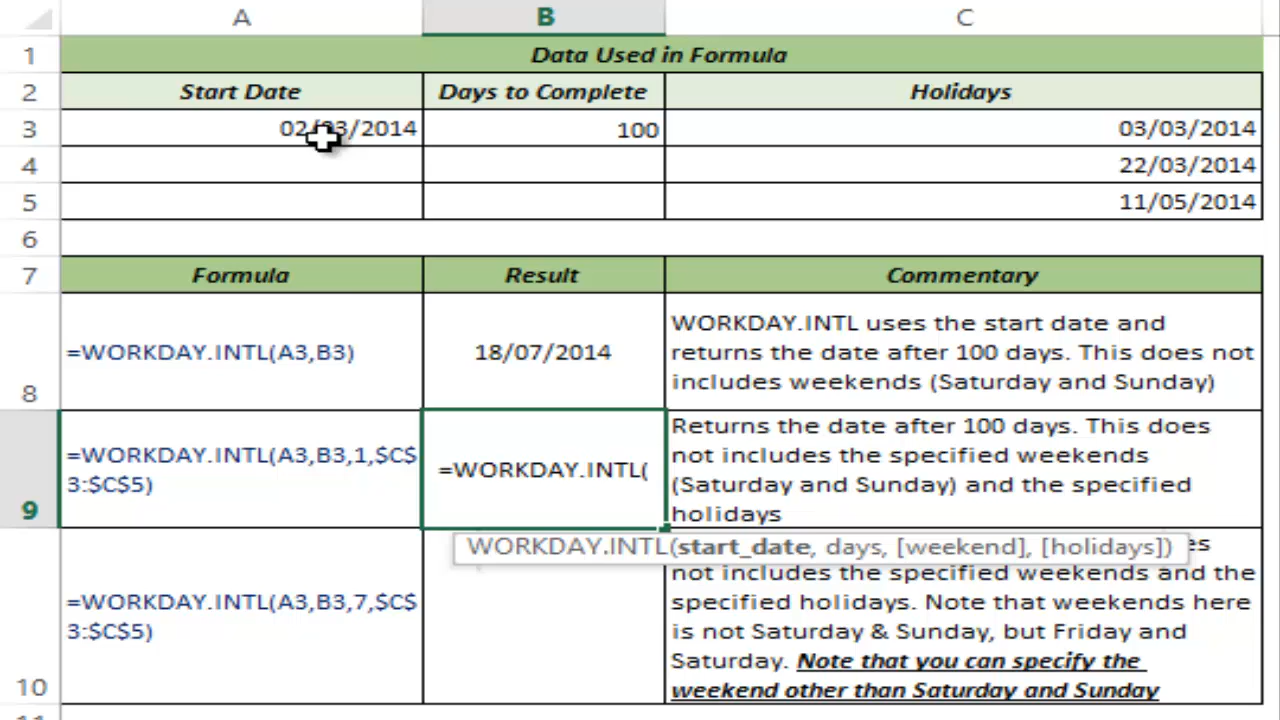 A B C
1 Data Used in Formula
2 Start Date Days to Complete Holidays
3 02/03/2014 100 03/03/2014
4 22/03/2014
5 11/05/2014
6
7 Formula Result Commentary
WORKDAY.INTL uses the start date and
=WORKDAY.INTL(A3,B3) 18/07/2014 returns the date after 100 days. This does not
8 includes weekends (Saturday and Sunday)
Returns the date after 100 days. This does
=WORKDAY.INTL(A3,B3,1,$C$ not includes the specified weekends
=WORKDAY.INTL(
3:$C$5) (Saturday and Sunday) and the specified
9 holidays
WORKDAY.INTL(start_date, days, [weekend], [holidays])
not includes the specified weekends and the
=WORKDAY.INTL(A3,B3,7,$C$ specified holidays. Note that weekends here
3:$C$5) is not Saturday & Sunday, but Friday and
Saturday. Note that you can specify the
10 weekend other than Saturday and Sunday